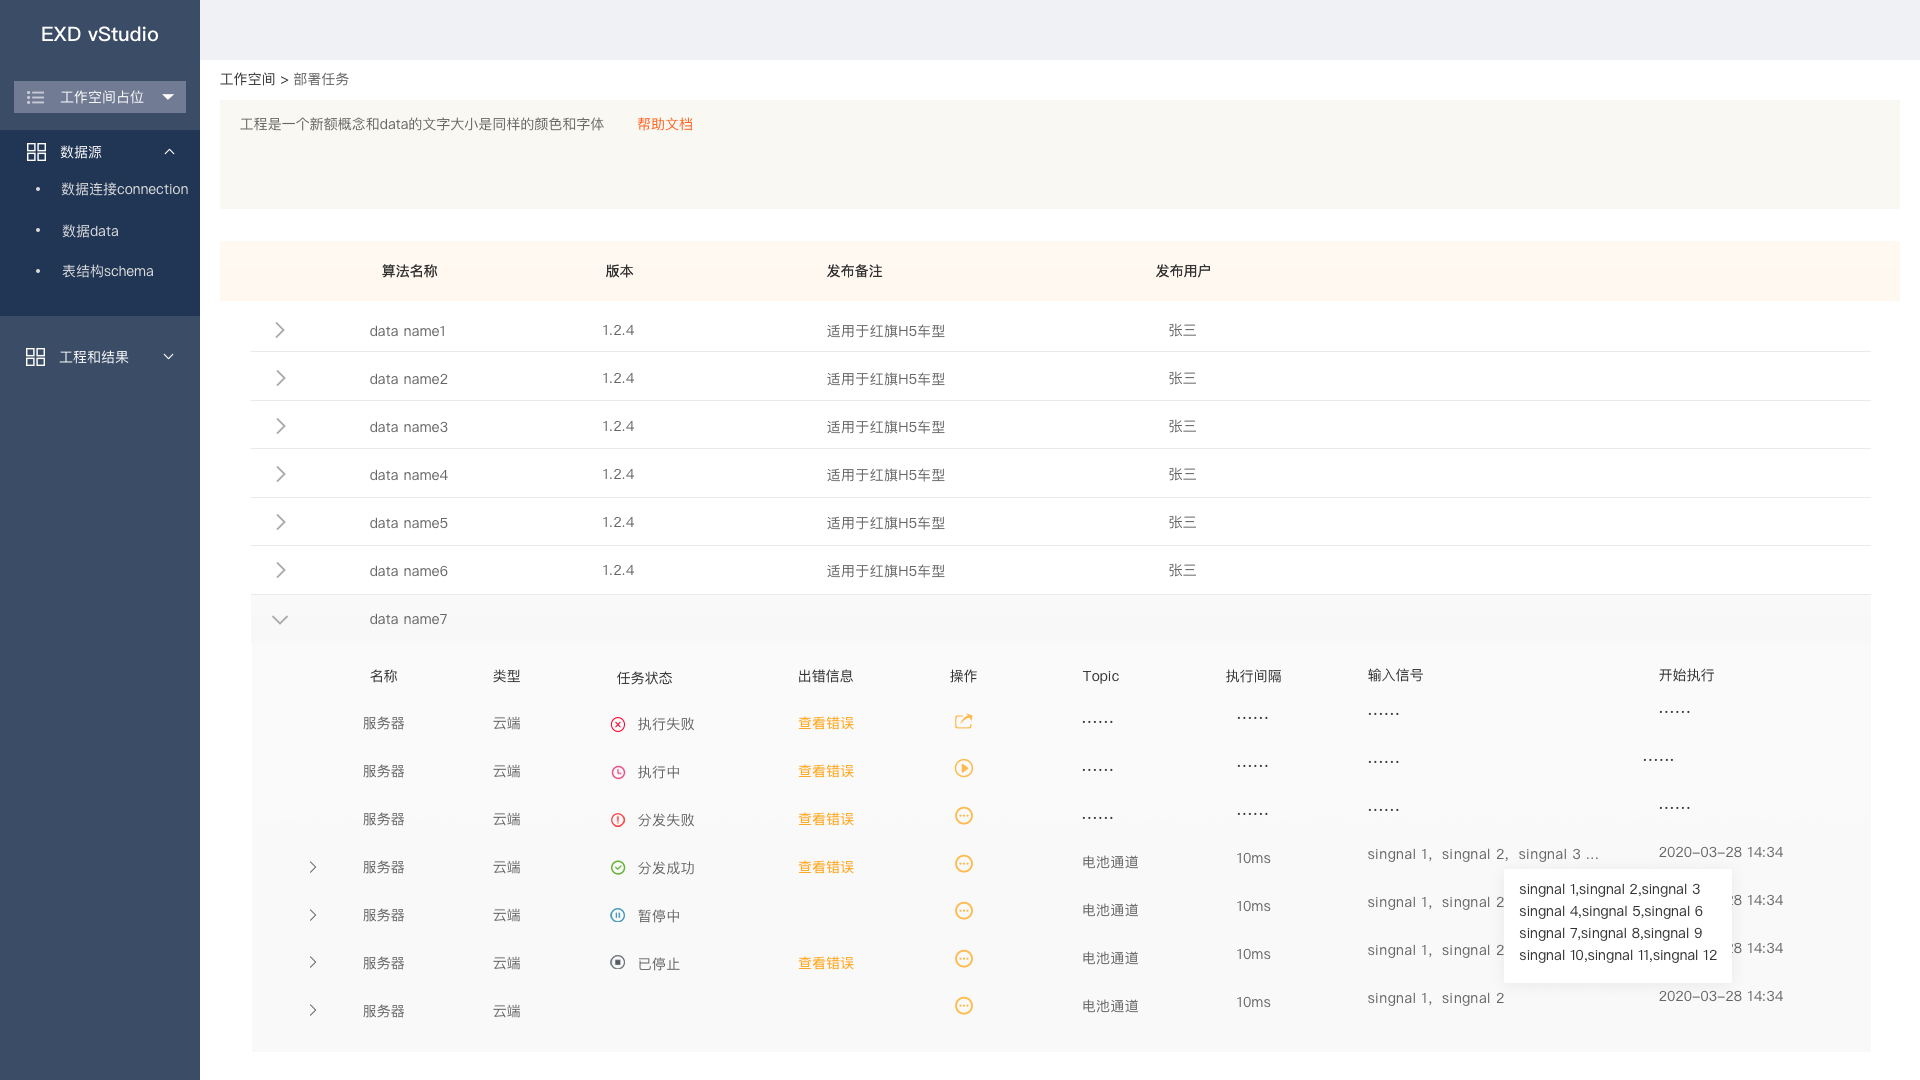 EXD vStudio
工作空间占位
数据源
数据连接connection
数据data
表结构schema
工程和结果
工作空间 > 部署任务
工程是一个新额概念和data的文字大小是同样的颜色和字体 帮助文档
算法名称 版本 发布备注 发布用户
data name1 1.2.4 适用于红旗H5车型 张三
data name2 1.2.4 适用于红旗H5车型 张三
data name3 1.2.4 适用于红旗H5车型 张三
data name4 1.2.4 适用于红旗H5车型 张三
data name5 1.2.4 适用于红旗H5车型 张三
data name6 1.2.4 适用于红旗H5车型 张三
data name7
名称 类型 任务状态 出错信息 操作 Topic 执行间隔 输入信号 开始执行
服务器 云端 执行失败 查看错误 ...... ...... ...... ......
服务器 云端 执行中 查看错误 ...... ...... ...... ......
服务器 云端 分发失败 查看错误 ...... ...... ...... ......
服务器 云端 分发成功 查看错误 电池通道 10ms singnal 1，singnal 2，singnal 3 ... 2020-03-28 14:34
服务器 云端 暂停中 电池通道 10ms singnal 1，singnal 2 28 14:34
服务器 云端 已停止 查看错误 电池通道 10ms singnal 1，singnal 2 28 14:34
服务器 云端 电池通道 10ms singnal 1，singnal 2 2020-03-28 14:34
singnal 1,singnal 2,singnal 3
singnal 4,singnal 5,singnal 6
singnal 7,singnal 8,singnal 9
singnal 10,singnal 11,singnal 12